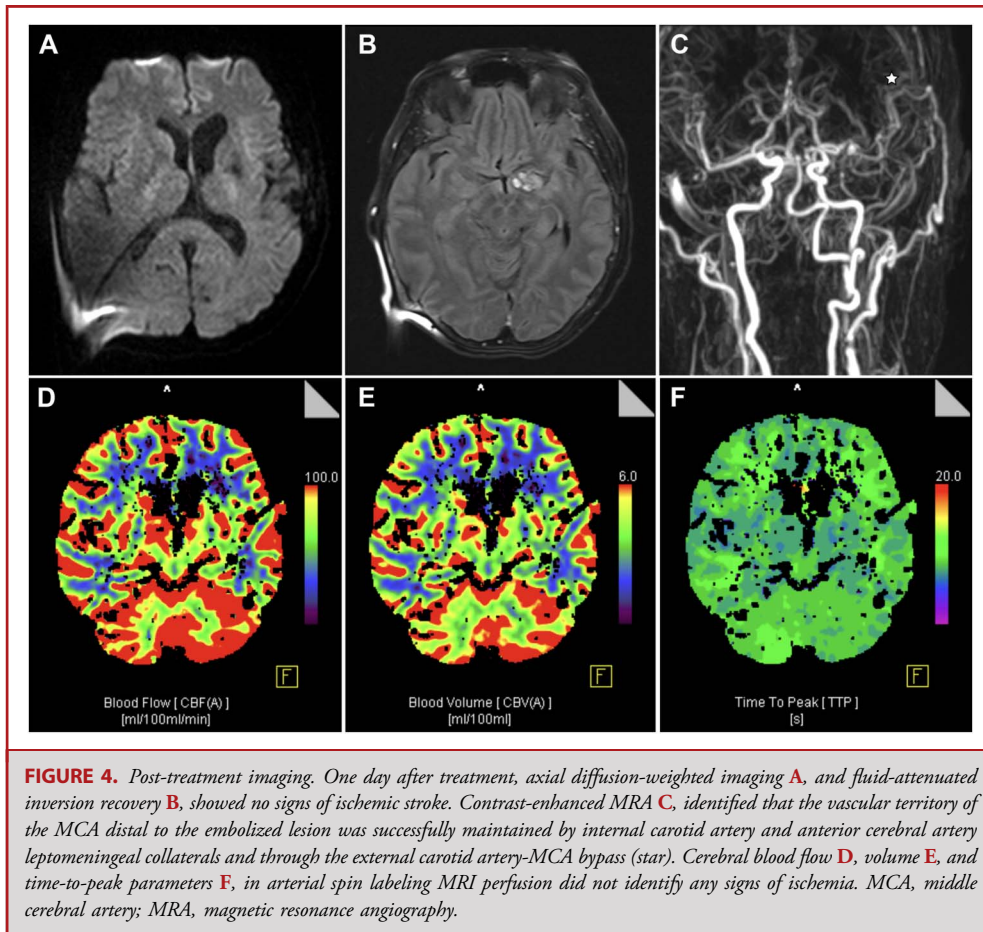 A
B
C
D
E
F
^
^
^
100.0
6.0
20.0
F
F
F
Blood Flow [ CBF(A) ]
[ml/100ml/min]
Blood Volume [ CBV(A) ]
[ml/100ml]
Time To Peak [ TTP ]
[s]
FIGURE 4. Post-treatment imaging. One day after treatment, axial diffusion-weighted imaging A, and fluid-attenuated
inversion recovery B, showed no signs of ischemic stroke. Contrast-enhanced MRA C, identified that the vascular territory of
the MCA distal to the embolized lesion was successfully maintained by internal carotid artery and anterior cerebral artery
leptomeningeal collaterals and through the external carotid artery-MCA bypass (star). Cerebral blood flow D, volume E, and
time-to-peak parameters F, in arterial spin labeling MRI perfusion did not identify any signs of ischemia. MCA, middle
cerebral artery; MRA, magnetic resonance angiography.